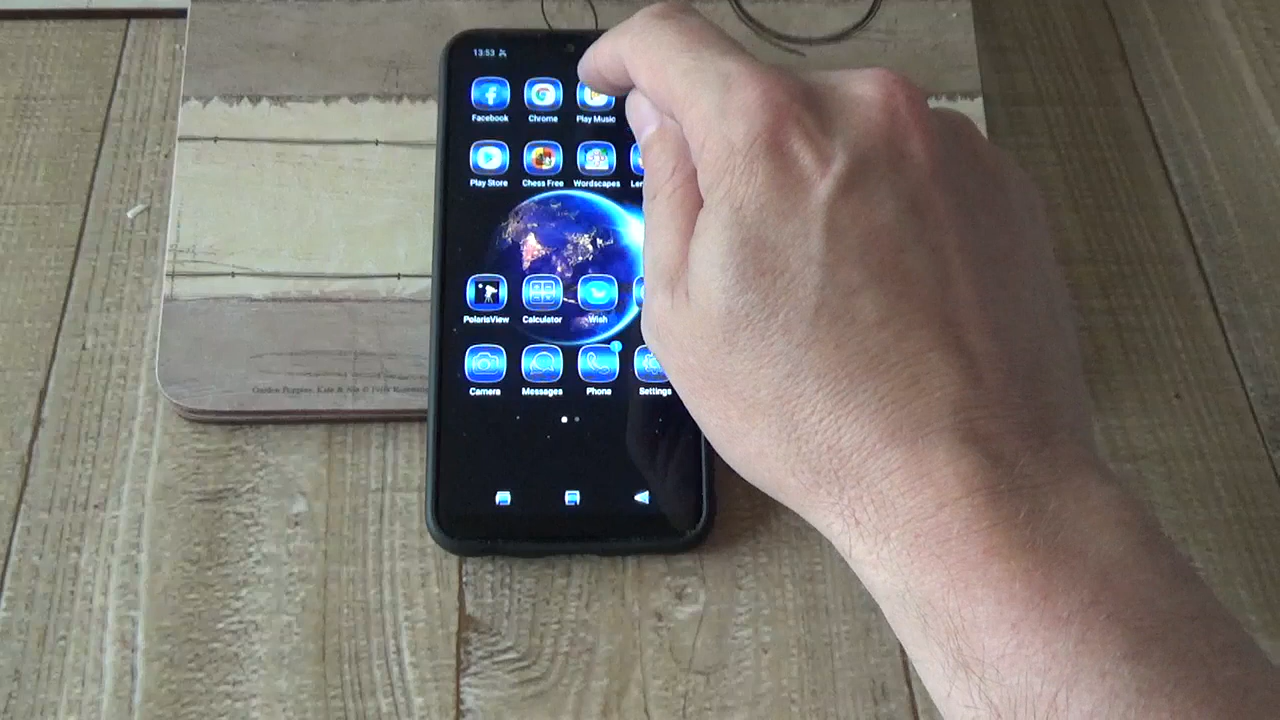 13:53
Facebook Chrome Play Music
Play Store Chess Free Wordscapes
PolarisView Calculator Wish
Camera Messages Phone Settings